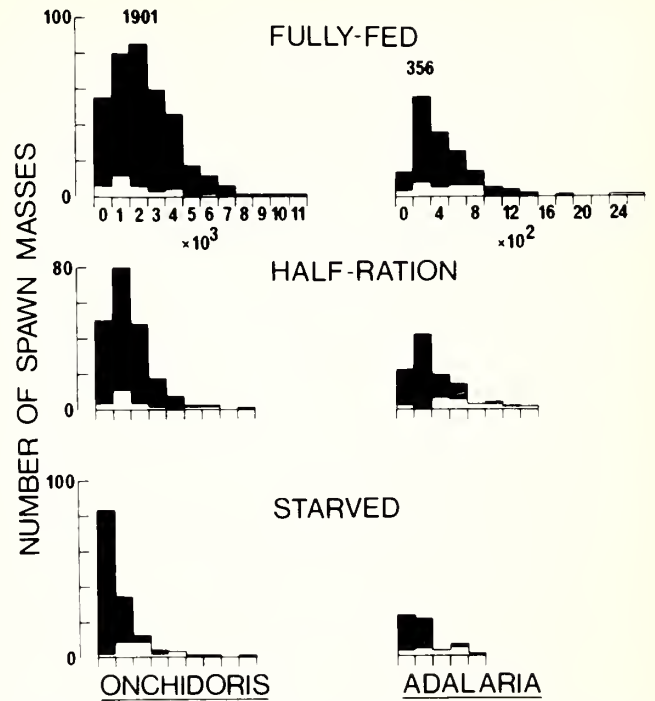 100
1901
FULLY-FED
356
0
0 1 2 3 4 5 6 7 8 9 10 11
×10³
0 4 8 12 16 20 24
×10²
NUMBER OF SPAWN MASSES
80
HALF-RATION
0
100
STARVED
0
ONCHIDORIS
ADALARIA